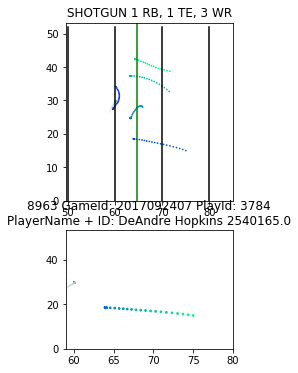 SHOTGUN 1 RB, 1 TE, 3 WR
50
40
30
20
10
0
50 60 70 80
8963 GameId: 2017092407 PlayId: 3784
PlayerName + ID: DeAndre Hopkins 2540165.0
40
20
0
60 65 70 75 80